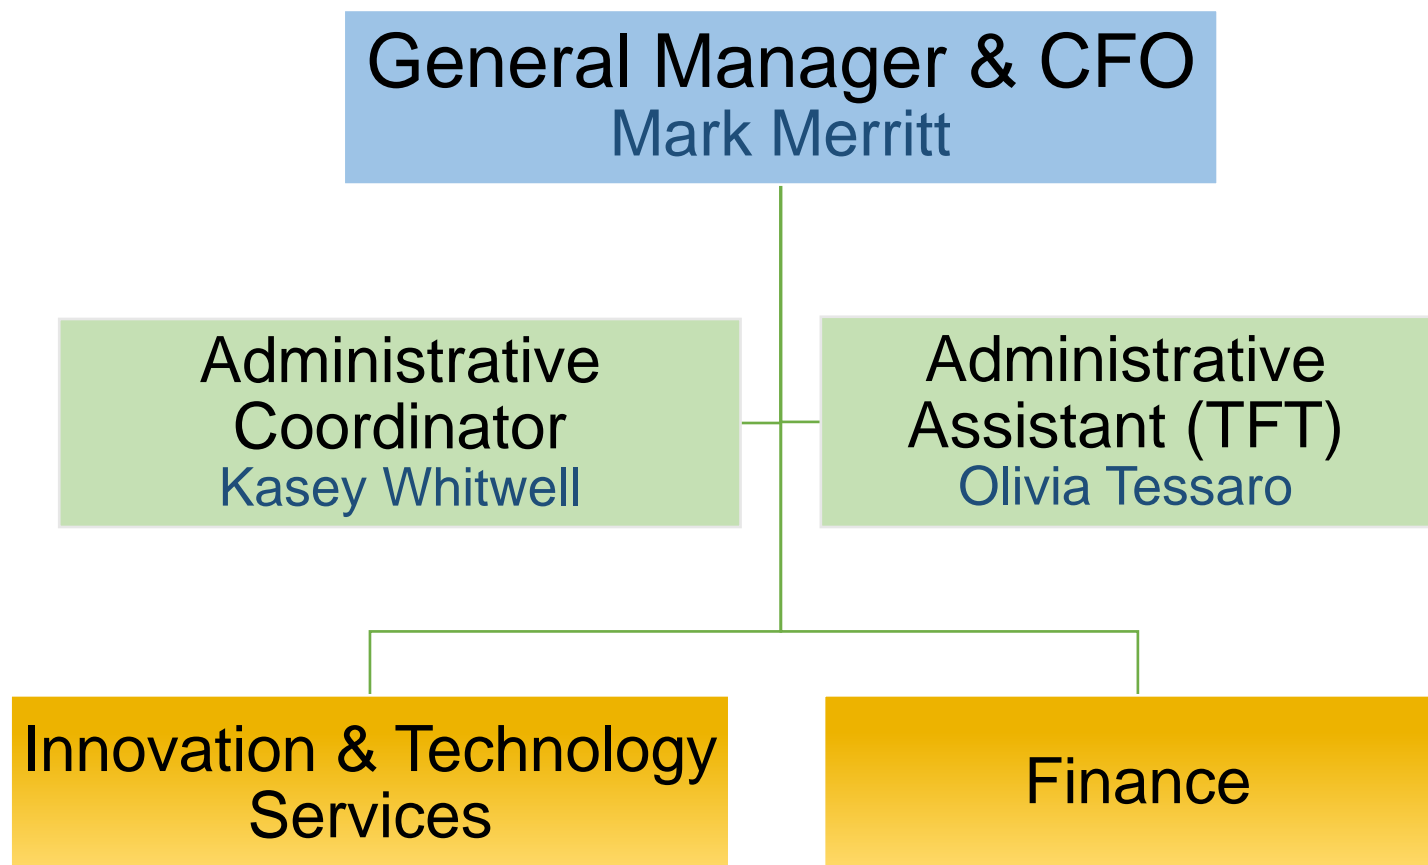 General Manager & CFO
Mark Merritt
Administrative
Coordinator
Kasey Whitwell
Administrative
Assistant (TFT)
Olivia Tessaro
Innovation & Technology
Services
Finance